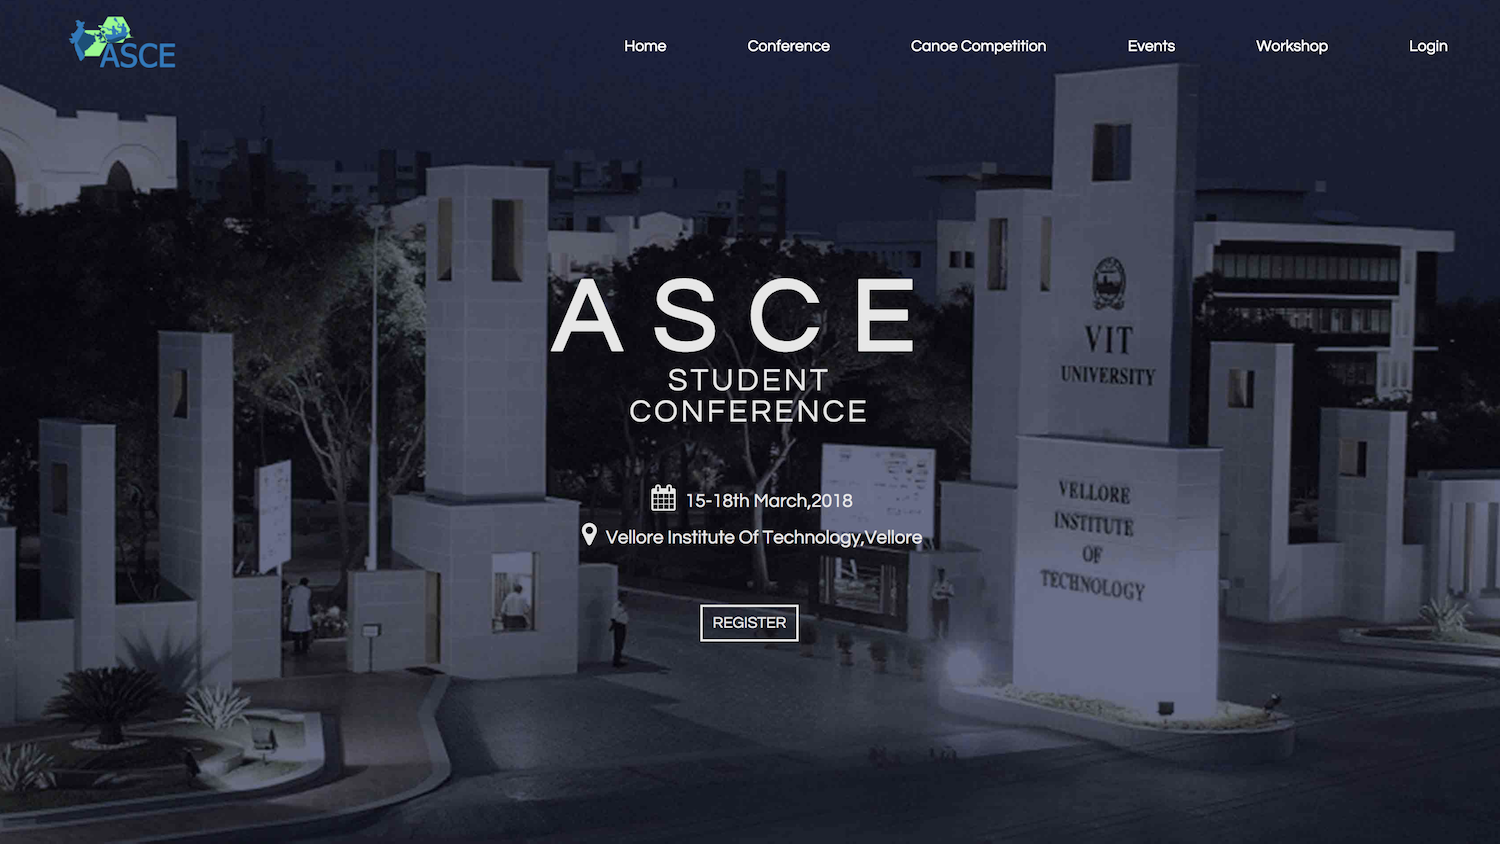 ASCE
Home
Conference
Canoe Competition
Events
Workshop
Login
ASCE
STUDENT
CONFERENCE
15-18th March,2018
Vellore Institute Of Technology,Vellore
REGISTER
VIT
UNIVERSITY
VELLORE
INSTITUTE
OF
TECHNOLOGY